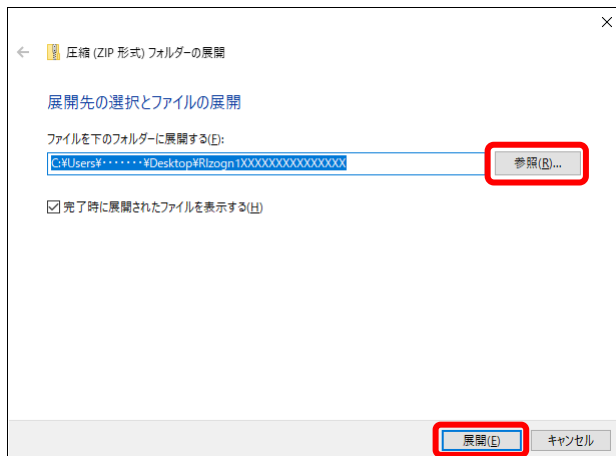 圧縮 (ZIP 形式) フォルダーの展開
展開先の選択とファイルの展開
ファイルを下のフォルダーに展開する(F):
C:¥Users¥・・・・・・・¥Desktop¥RIzogn1XXXXXXXXXXXXXXX
参照(R)...
完了時に展開されたファイルを表示する(H)
展開(E)
キャンセル